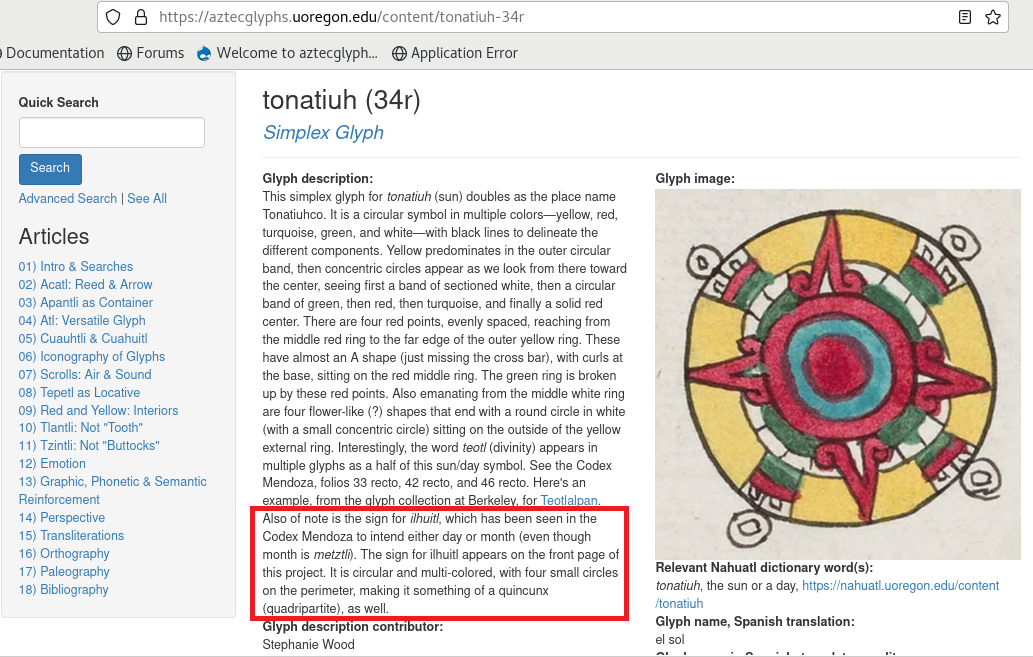 https://aztecglyphs.uoregon.edu/content/tonatiuh-34r
Documentation Forums Welcome to aztecglyph... Application Error
Quick Search
Search
Advanced Search | See All
Articles
01) Intro & Searches
02) Acatl: Reed & Arrow
03) Apantli as Container
04) Atl: Versatile Glyph
05) Cuauhtli & Cuahuitl
06) Iconography of Glyphs
07) Scrolls: Air & Sound
08) Tepetl as Locative
09) Red and Yellow: Interiors
10) Tlantli: Not "Tooth"
11) Tzintli: Not "Buttocks"
12) Emotion
13) Graphic, Phonetic & Semantic
Reinforcement
14) Perspective
15) Transliterations
16) Orthography
17) Paleography
18) Bibliography
tonatiuh (34r)
Simplex Glyph
Glyph description:
This simplex glyph for tonatiuh (sun) doubles as the place name
Tonatiuhco. It is a circular symbol in multiple colors—yellow, red,
turquoise, green, and white—with black lines to delineate the
different components. Yellow predominates in the outer circular
band, then concentric circles appear as we look from there toward
the center, seeing first a band of sectioned white, then a circular
band of green, then red, then turquoise, and finally a solid red
center. There are four red points, evenly spaced, reaching from
the middle red ring to the far edge of the outer yellow ring. These
have almost an A shape (just missing the cross bar), with curls at
the base, sitting on the red middle ring. The green ring is broken
up by these red points. Also emanating from the middle white ring
are four flower-like (?) shapes that end with a round circle in white
(with a small concentric circle) sitting on the outside of the yellow
external ring. Interestingly, the word teotl (divinity) appears in
multiple glyphs as a half of this sun/day symbol. See the Codex
Mendoza, folios 33 recto, 42 recto, and 46 recto. Here's an
example, from the glyph collection at Berkeley, for Teotlalpan.
Also of note is the sign for ilhuitl, which has been seen in the
Codex Mendoza to intend either day or month (even though
month is metztli). The sign for ilhuitl appears on the front page of
this project. It is circular and multi-colored, with four small circles
on the perimeter, making it something of a quincunx
(quadripartite), as well.
Glyph description contributor:
Stephanie Wood
Glyph image:
Relevant Nahuatl dictionary word(s):
tonatiuh, the sun or a day, https://nahuatl.uoregon.edu/content
/tonatiuh
Glyph name, Spanish translation:
el sol